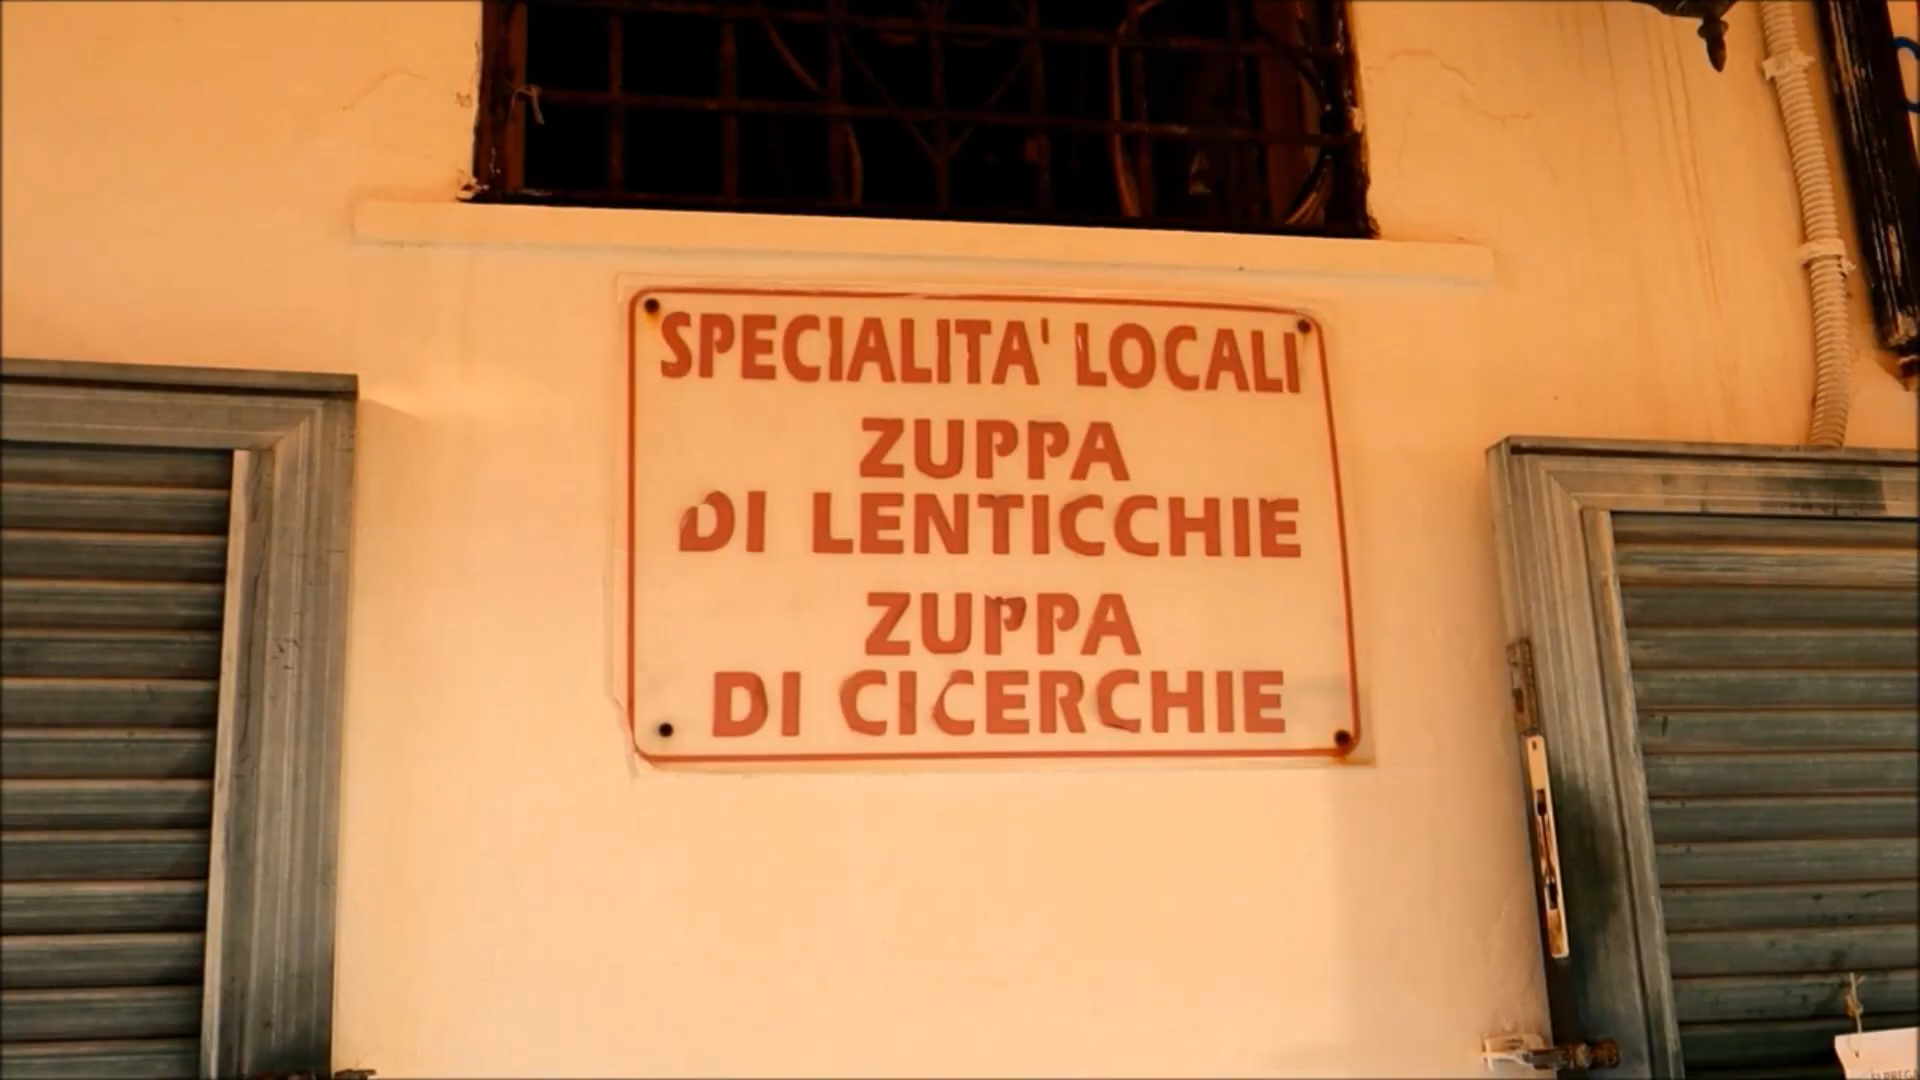 SPECIALITA' LOCALI
ZUPPA
DI LENTICCHIE
ZUPPA
DI CICERCHIE